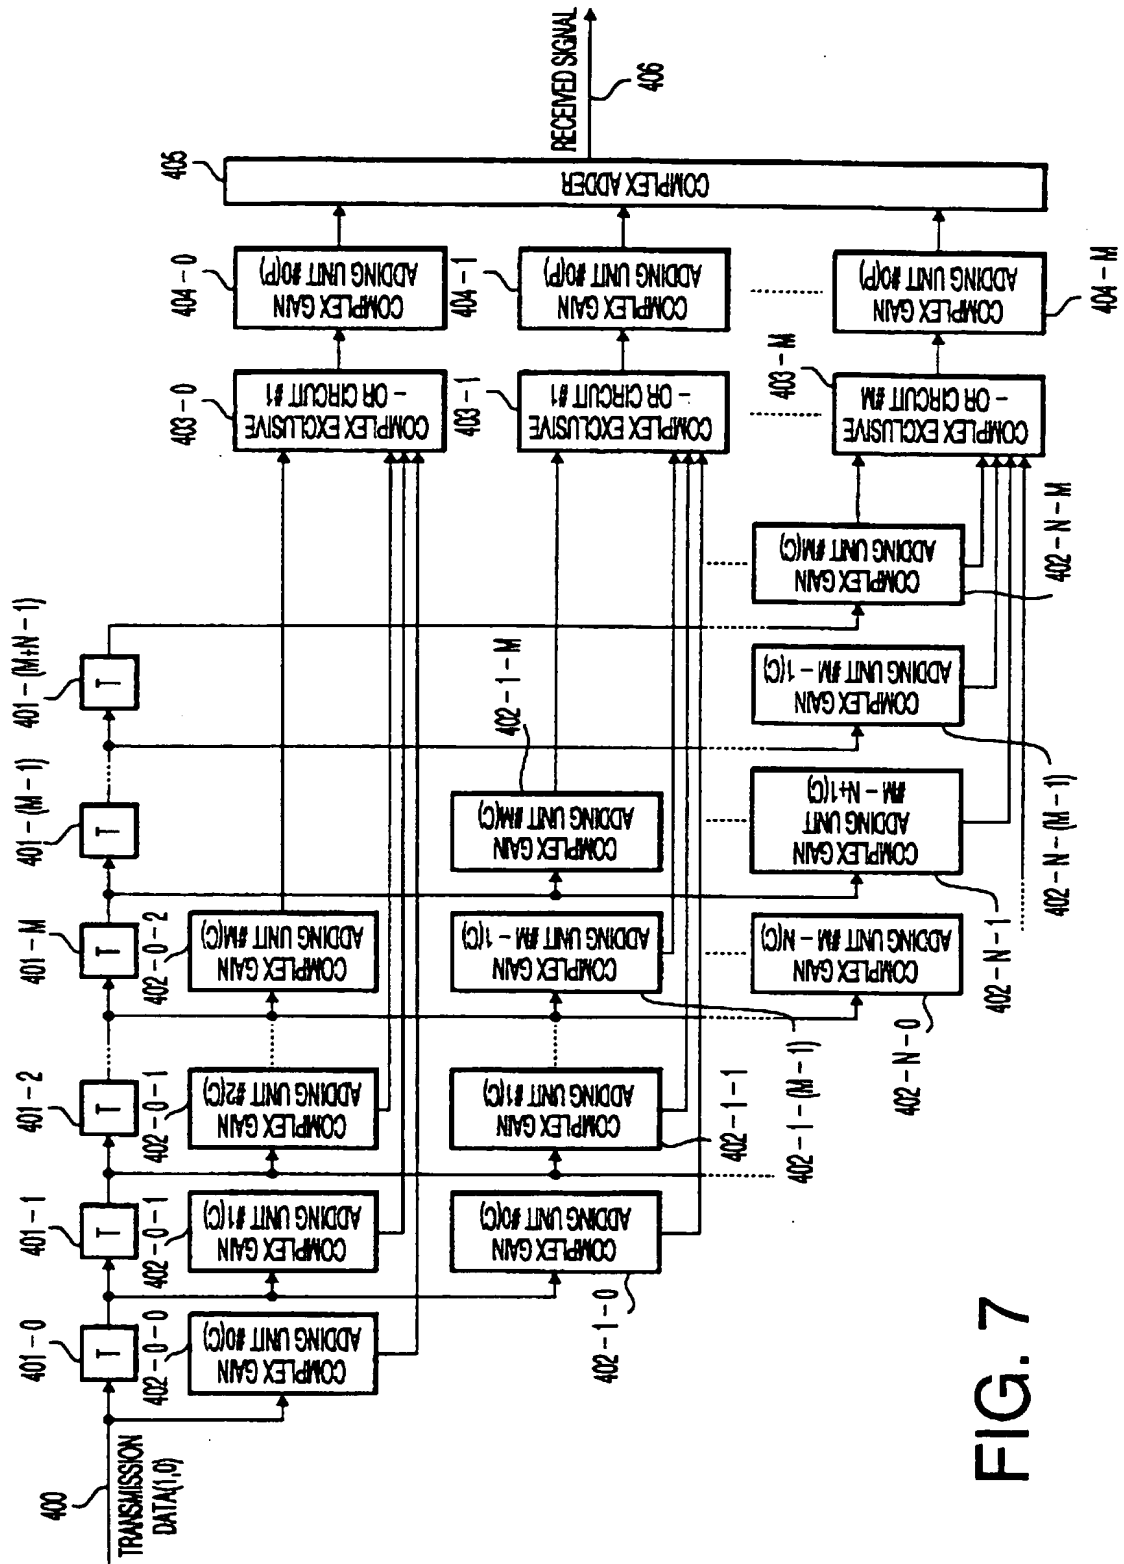 400
TRANSMISSION
DATA(1,0)
401-0
T
401-1
T
401-2
T
401-M
T
401-(M-1)
T
401-(M+N-1)
T
402-0-0
COMPLEX GAIN
ADDING UNIT #0(C)
402-0-1
COMPLEX GAIN
ADDING UNIT #1(C)
402-0-1
COMPLEX GAIN
ADDING UNIT #2(C)
402-0-2
COMPLEX GAIN
ADDING UNIT #M(C)
403-0
COMPLEX EXCLUSIVE
-OR CIRCUIT #1
404-0
COMPLEX GAIN
ADDING UNIT #0(P)
405
COMPLEX ADDER
RECEIVED SIGNAL
406
COMPLEX GAIN
ADDING UNIT #0(C)
402-1-0
COMPLEX GAIN
ADDING UNIT #1(C)
402-1-1
COMPLEX GAIN
ADDING UNIT #M-1(C)
402-1-(M-1)
COMPLEX GAIN
ADDING UNIT #M(C)
402-1-M
403-1
COMPLEX EXCLUSIVE
-OR CIRCUIT #1
404-1
COMPLEX GAIN
ADDING UNIT #0(P)
COMPLEX GAIN
ADDING UNIT #M-N(C)
402-N-0
COMPLEX GAIN
ADDING UNIT
#M-N+1(C)
402-N-1
COMPLEX GAIN
ADDING UNIT #M-1(C)
402-N-(M-1)
COMPLEX GAIN
ADDING UNIT #M(C)
402-N-M
403-M
COMPLEX EXCLUSIVE
-OR CIRCUIT #M
COMPLEX GAIN
ADDING UNIT #0(P)
404-M
FIG. 7